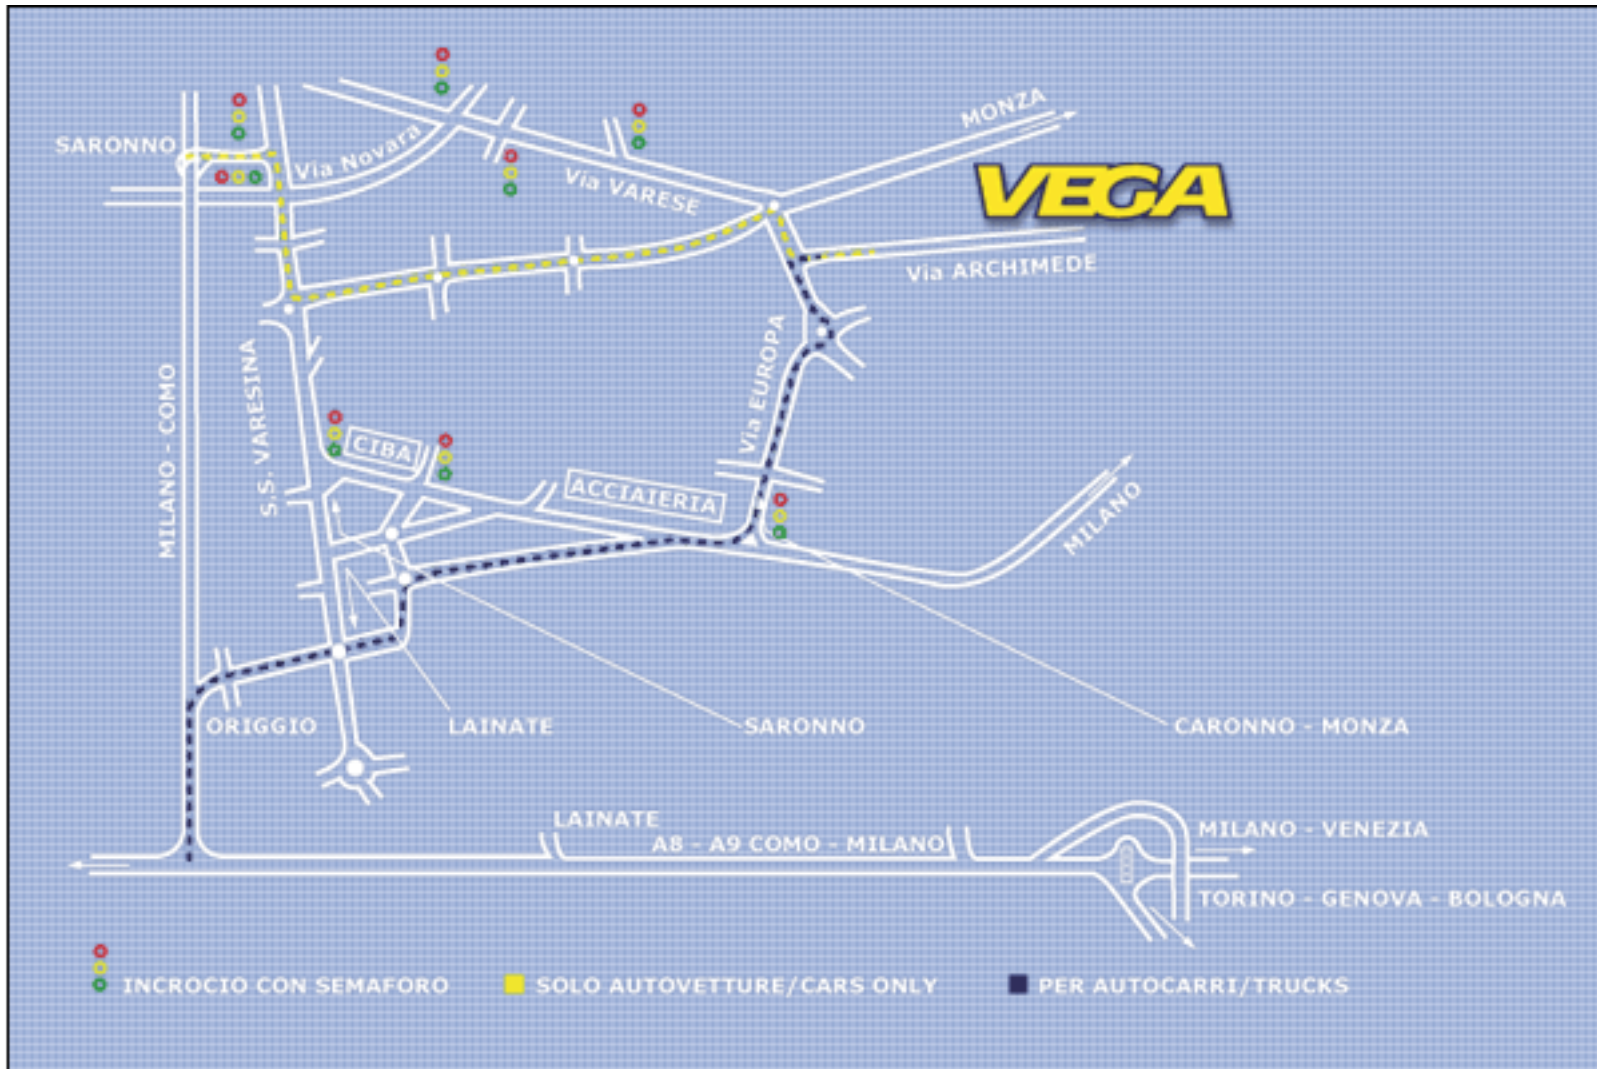 MONZA
SARONNO
Via Novara
Via VARESE
VEGA
Via ARCHIMEDE
MILANO - COMO
S.S. VARESINA
Via EUROPA
CIBA
ACCIAIERIA
MILANO
ORIGGIO
LAINATE
SARONNO
CARONNO - MONZA
LAINATE
A8 - A9 COMO - MILANO
MILANO - VENEZIA
TORINO - GENOVA - BOLOGNA
INCROCIO CON SEMAFORO
SOLO AUTOVETTURE/CARS ONLY
PER AUTOCARRI/TRUCKS